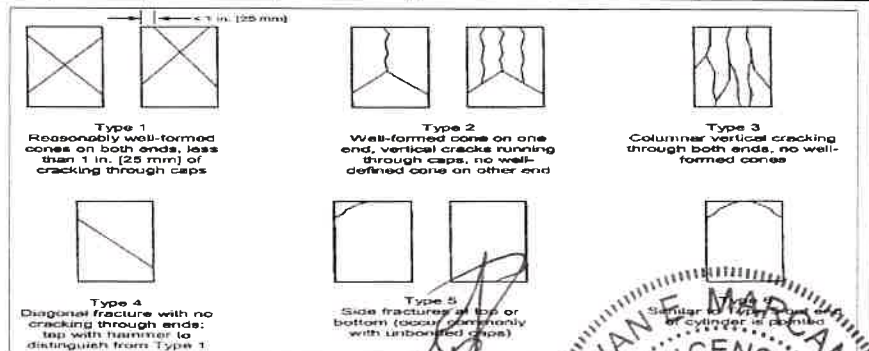 < 1 in. [25 mm]
Type 1
Reasonably well-formed
cones on both ends, less
than 1 in. [25 mm] of
cracking through caps
Type 2
Well-formed cone on one
end, vertical cracks running
through caps, no well-
defined cone on other end
Type 3
Columnar vertical cracking
through both ends, no well-
formed cones
Type 4
Diagonal fracture with no
cracking through ends;
tap with hammer to
distinguish from Type 1
Type 5
Side fractures at top or
bottom (occur commonly
with unbonded caps)
Type 6
Similar to Type 5 but end
of cylinder is pointed